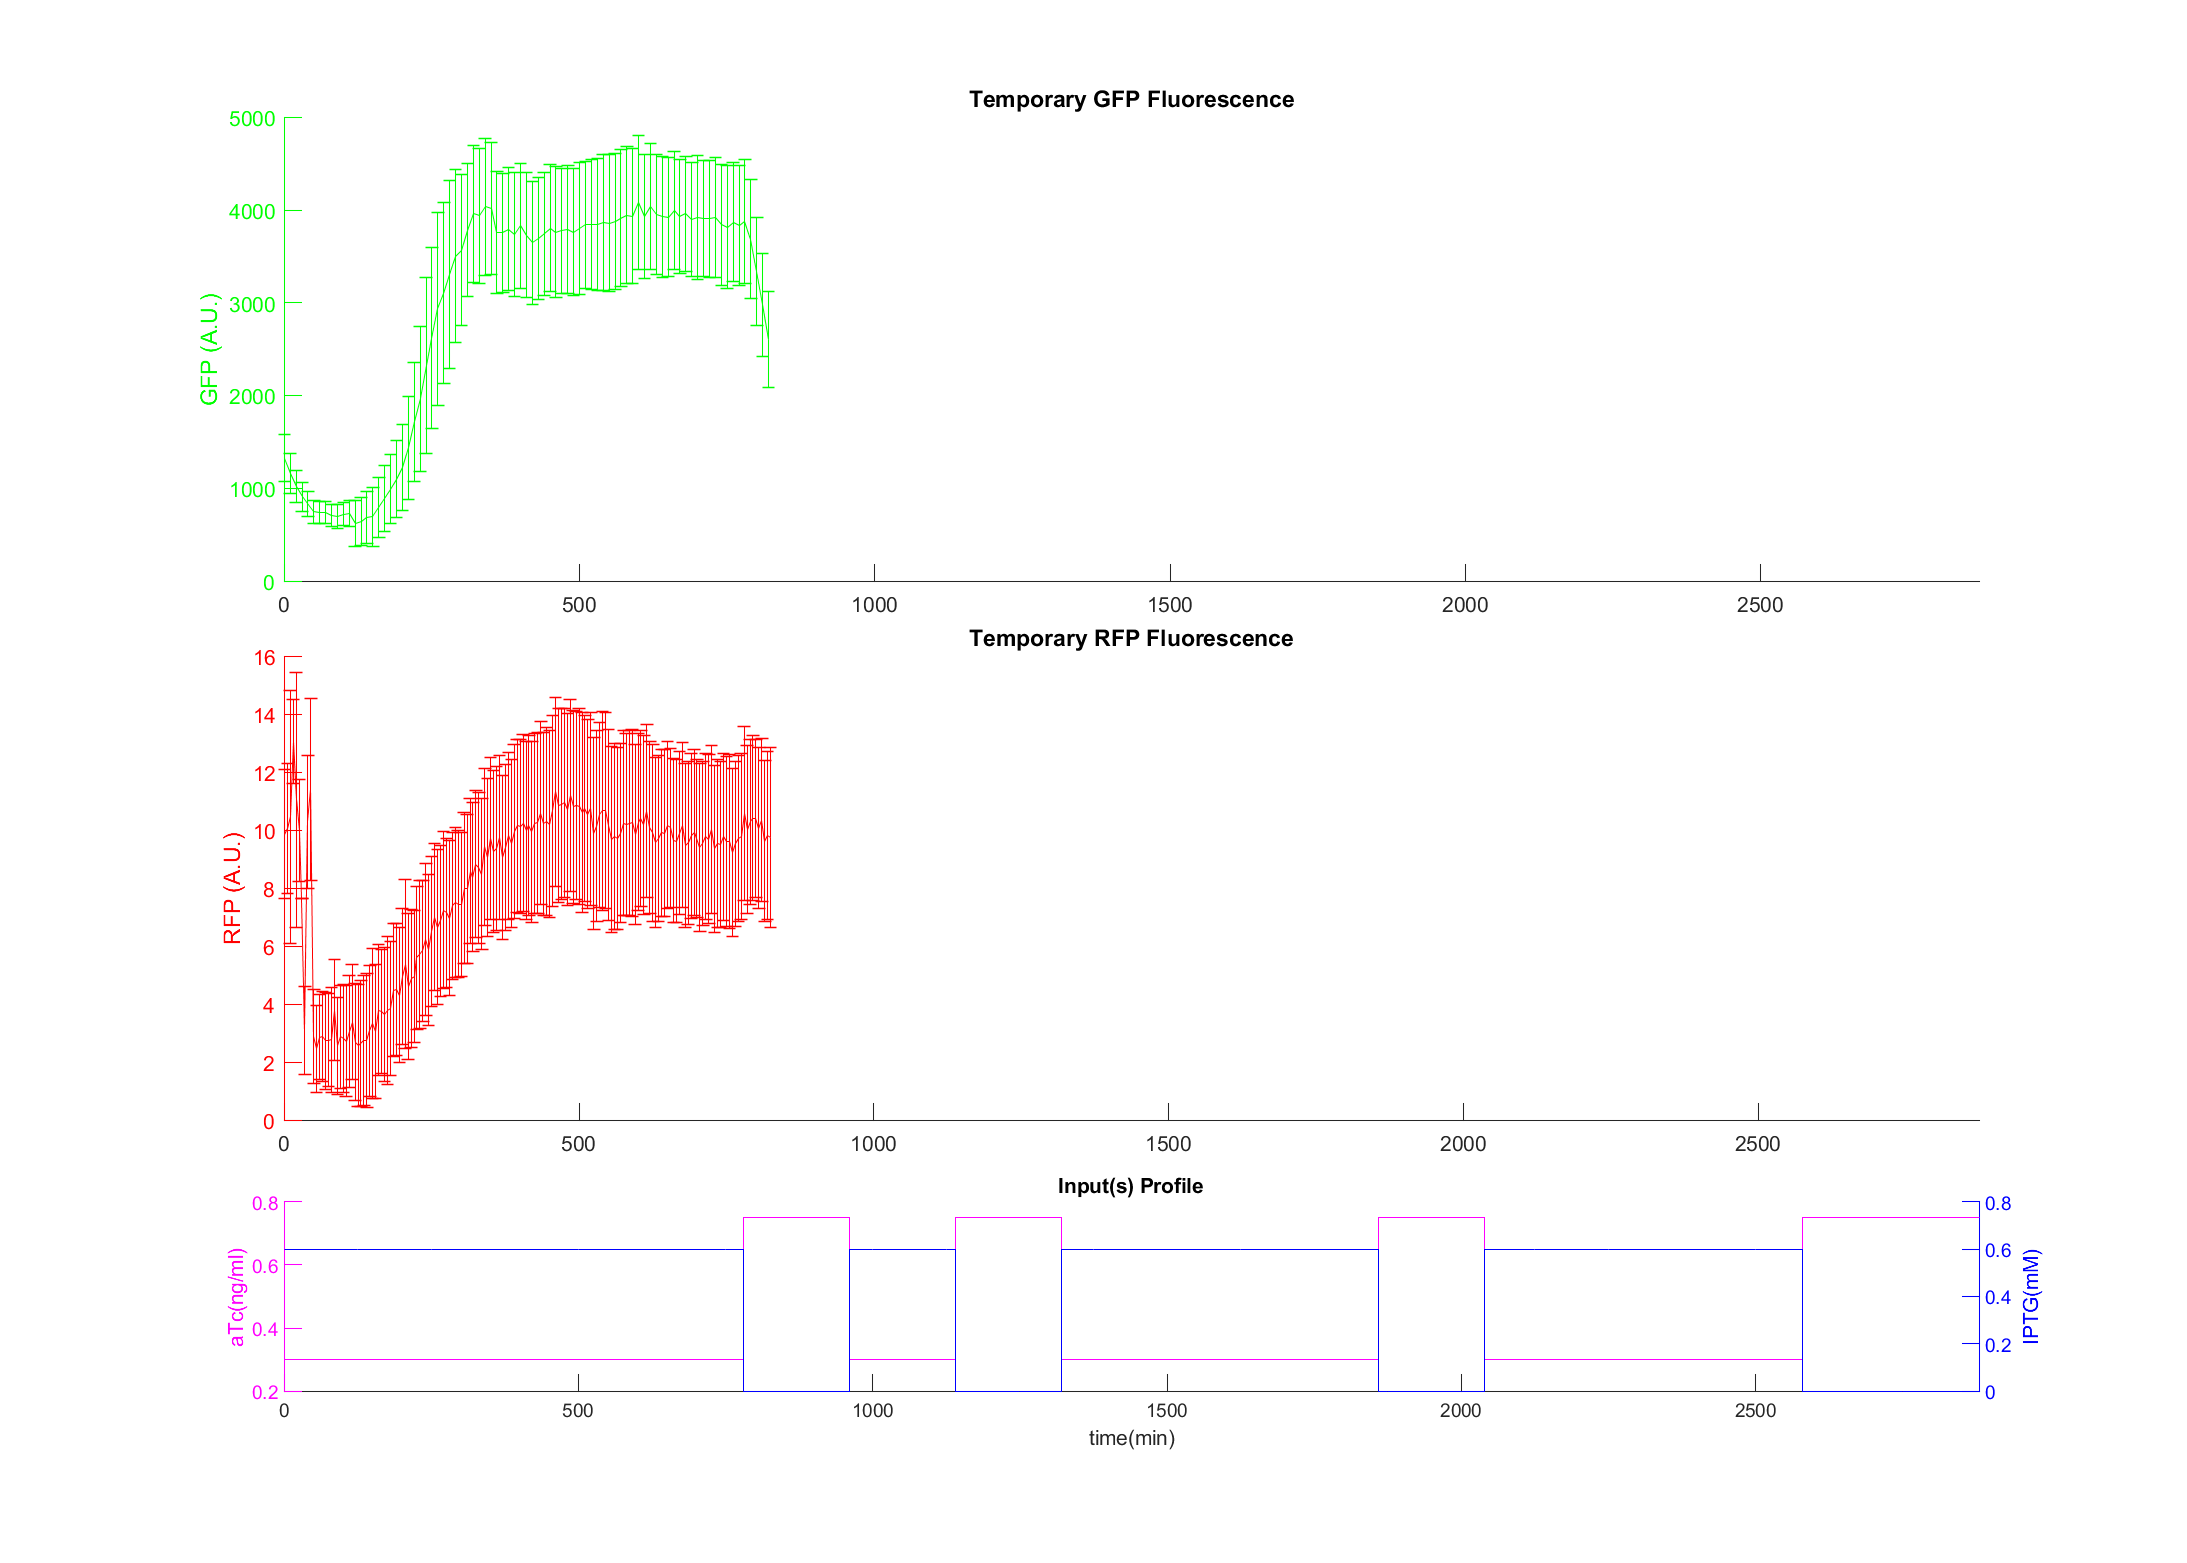 Temporary GFP Fluorescence
5000
4000
3000
2000
1000
0
GFP (A.U.)
0 500 1000 1500 2000 2500
Temporary RFP Fluorescence
16
14
12
10
8
6
4
2
0
RFP (A.U.)
0 500 1000 1500 2000 2500
Input(s) Profile
0.8
0.6
0.4
0.2
aTc(ng/ml)
0.8
0.6
0.4
0.2
0
IPTG(mM)
0 500 1000 1500 2000 2500
time(min)